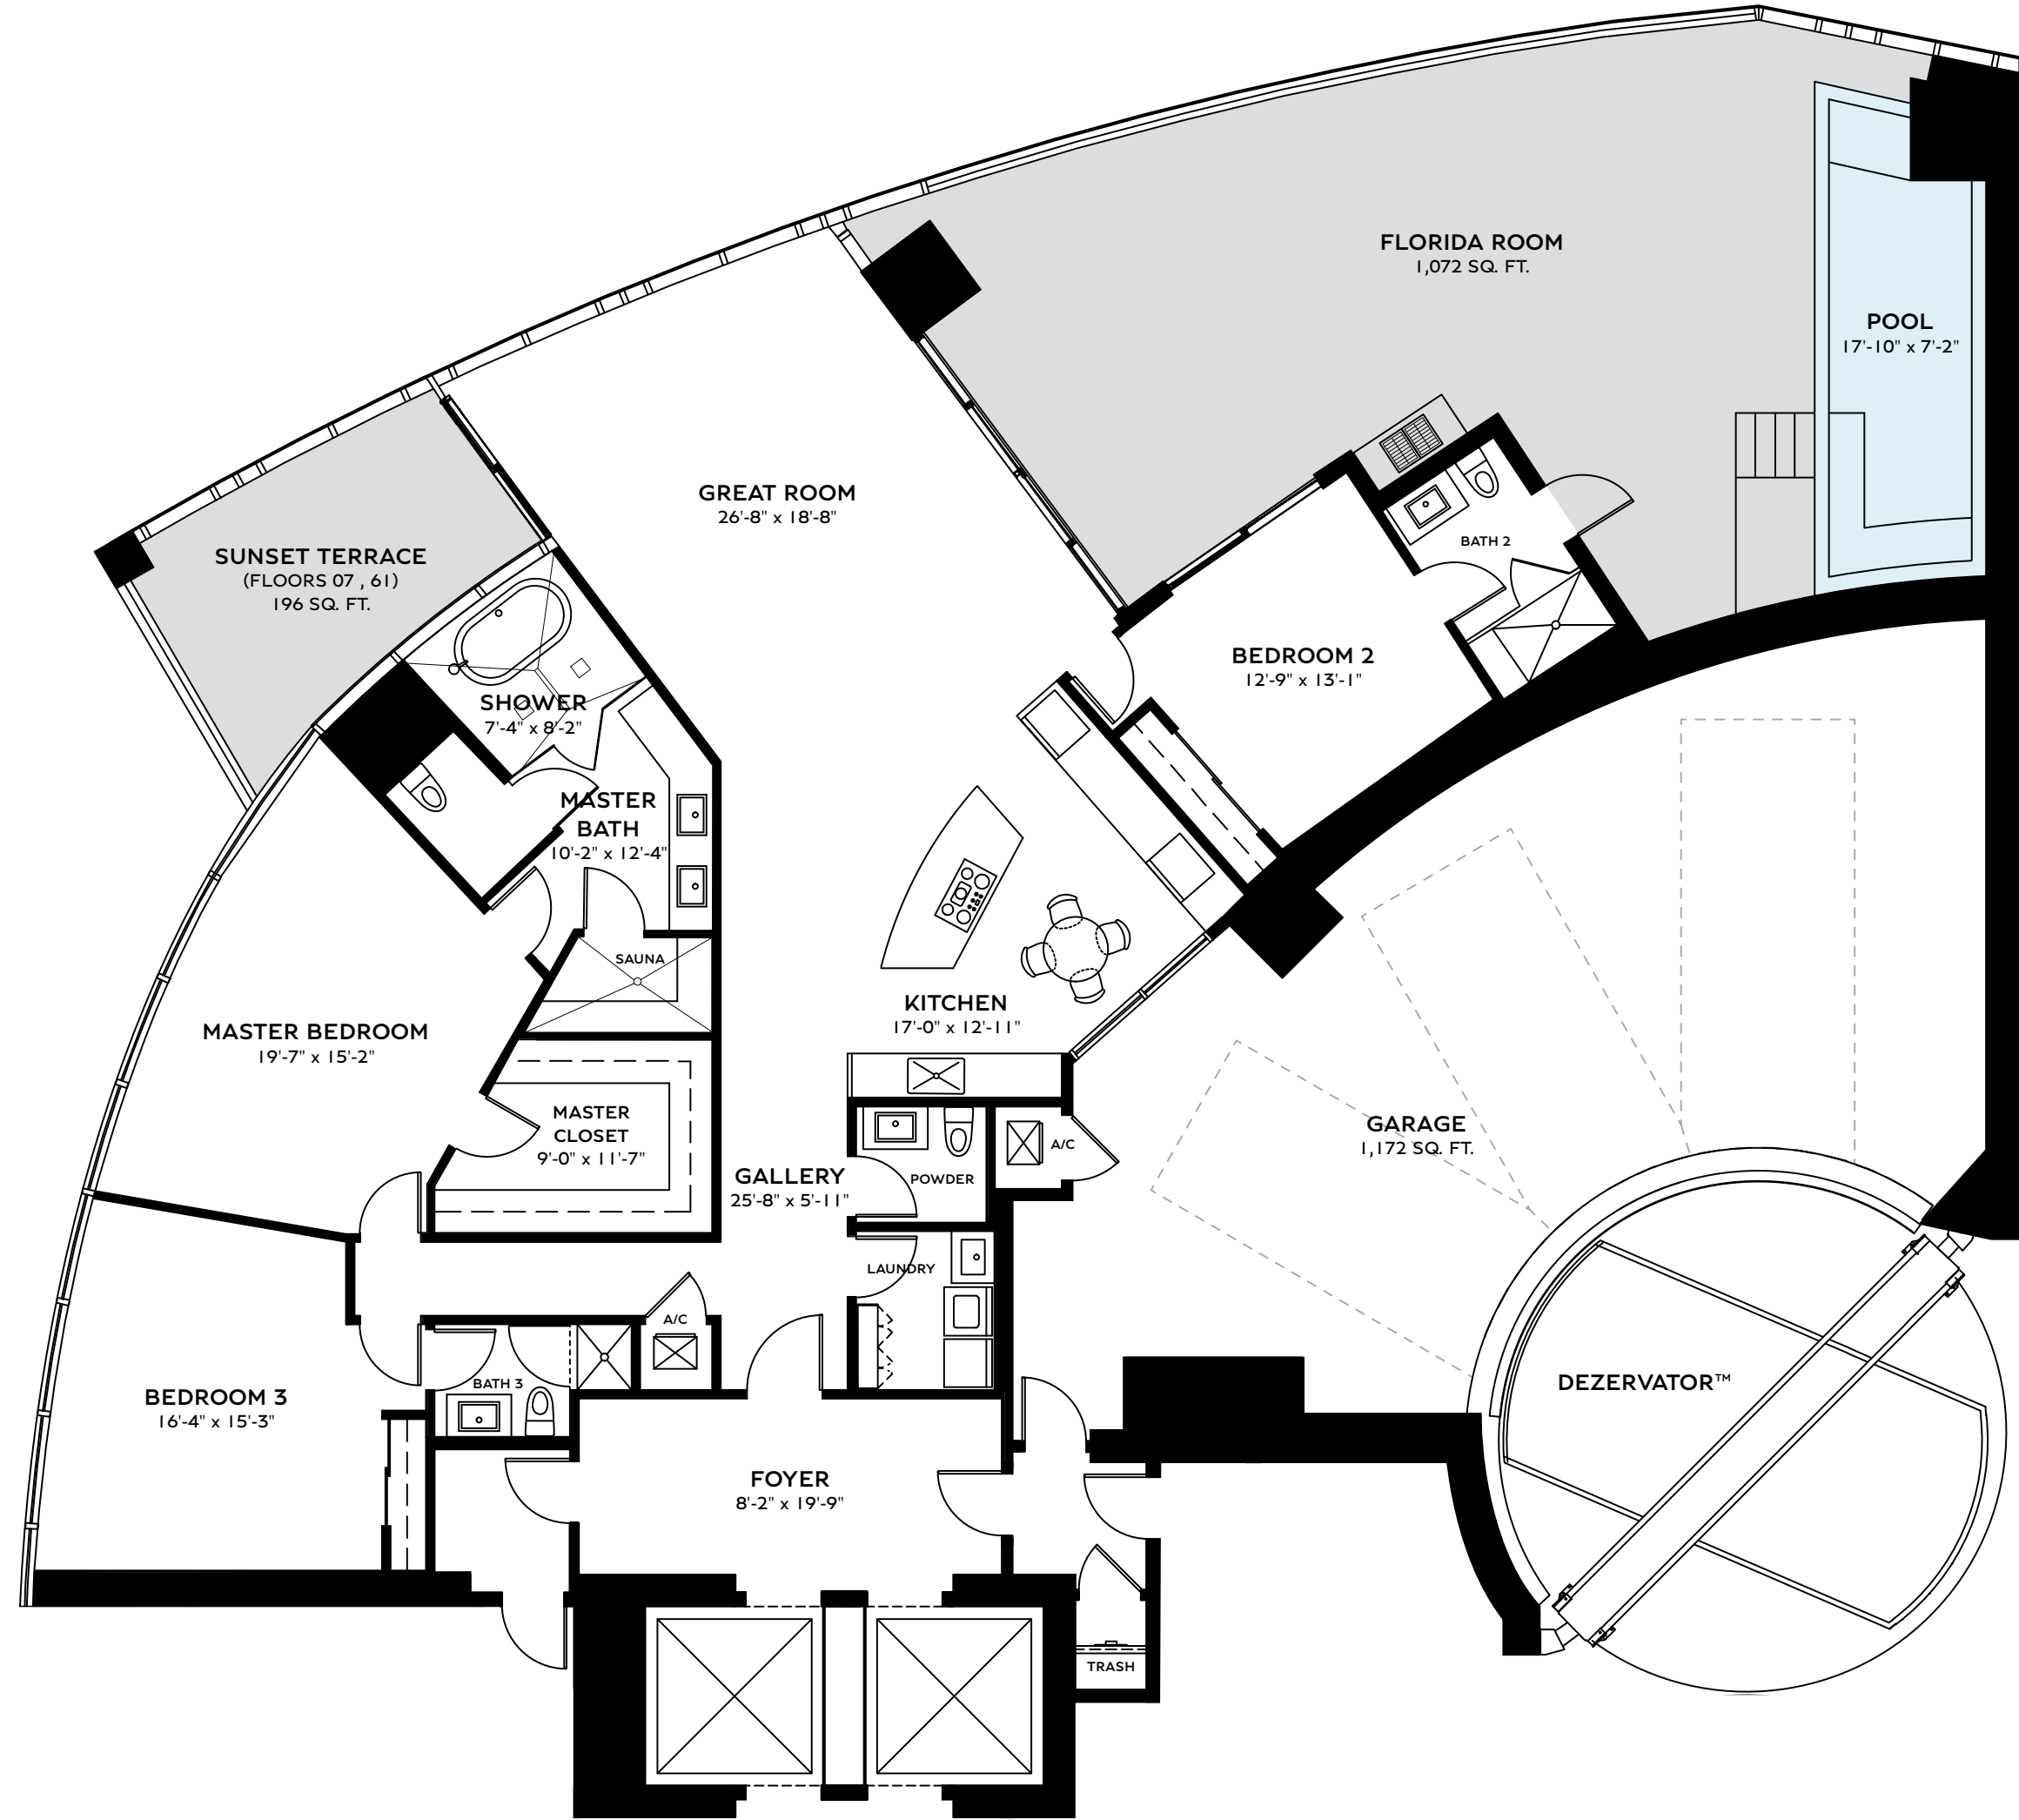 FLORIDA ROOM
1,072 SQ. FT.
POOL
17'-10" x 7'-2"
GREAT ROOM
26'-8" x 18'-8"
SUNSET TERRACE
(FLOORS 07 , 61)
196 SQ. FT.
BATH 2
BEDROOM 2
12'-9" x 13'-1"
SHOWER
7'-4" x 8'-2"
MASTER
BATH
10'-2" x 12'-4"
SAUNA
KITCHEN
17'-0" x 12'-11"
MASTER BEDROOM
19'-7" x 15'-2"
MASTER
CLOSET
9'-0" x 11'-7"
A/C
GARAGE
1,172 SQ. FT.
GALLERY
25'-8" x 5'-11"
POWDER
LAUNDRY
A/C
BATH 3
DEZERVATOR™
BEDROOM 3
16'-4" x 15'-3"
FOYER
8'-2" x 19'-9"
TRASH